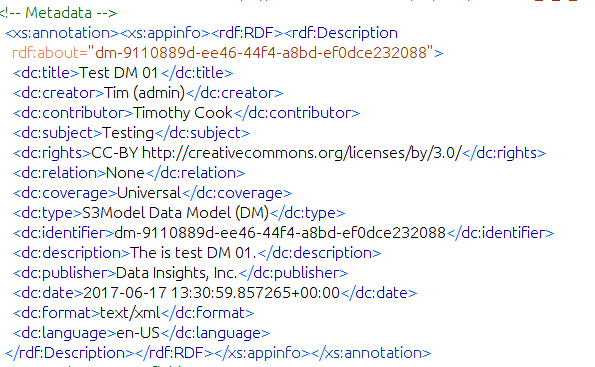 <!-- Metadata -->
<xs:annotation><xs:appinfo><rdf:RDF><rdf:Description
rdf:about="dm-9110889d-ee46-44f4-a8bd-ef0dce232088">
<dc:title>Test DM 01</dc:title>
<dc:creator>Tim (admin)</dc:creator>
<dc:contributor>Timothy Cook</dc:contributor>
<dc:subject>Testing</dc:subject>
<dc:rights>CC-BY http://creativecommons.org/licenses/by/3.0/</dc:rights>
<dc:relation>None</dc:relation>
<dc:coverage>Universal</dc:coverage>
<dc:type>S3Model Data Model (DM)</dc:type>
<dc:identifier>dm-9110889d-ee46-44f4-a8bd-ef0dce232088</dc:identifier>
<dc:description>The is test DM 01.</dc:description>
<dc:publisher>Data Insights, Inc.</dc:publisher>
<dc:date>2017-06-17 13:30:59.857265+00:00</dc:date>
<dc:format>text/xml</dc:format>
<dc:language>en-US</dc:language>
</rdf:Description></rdf:RDF></xs:appinfo></xs:annotation>